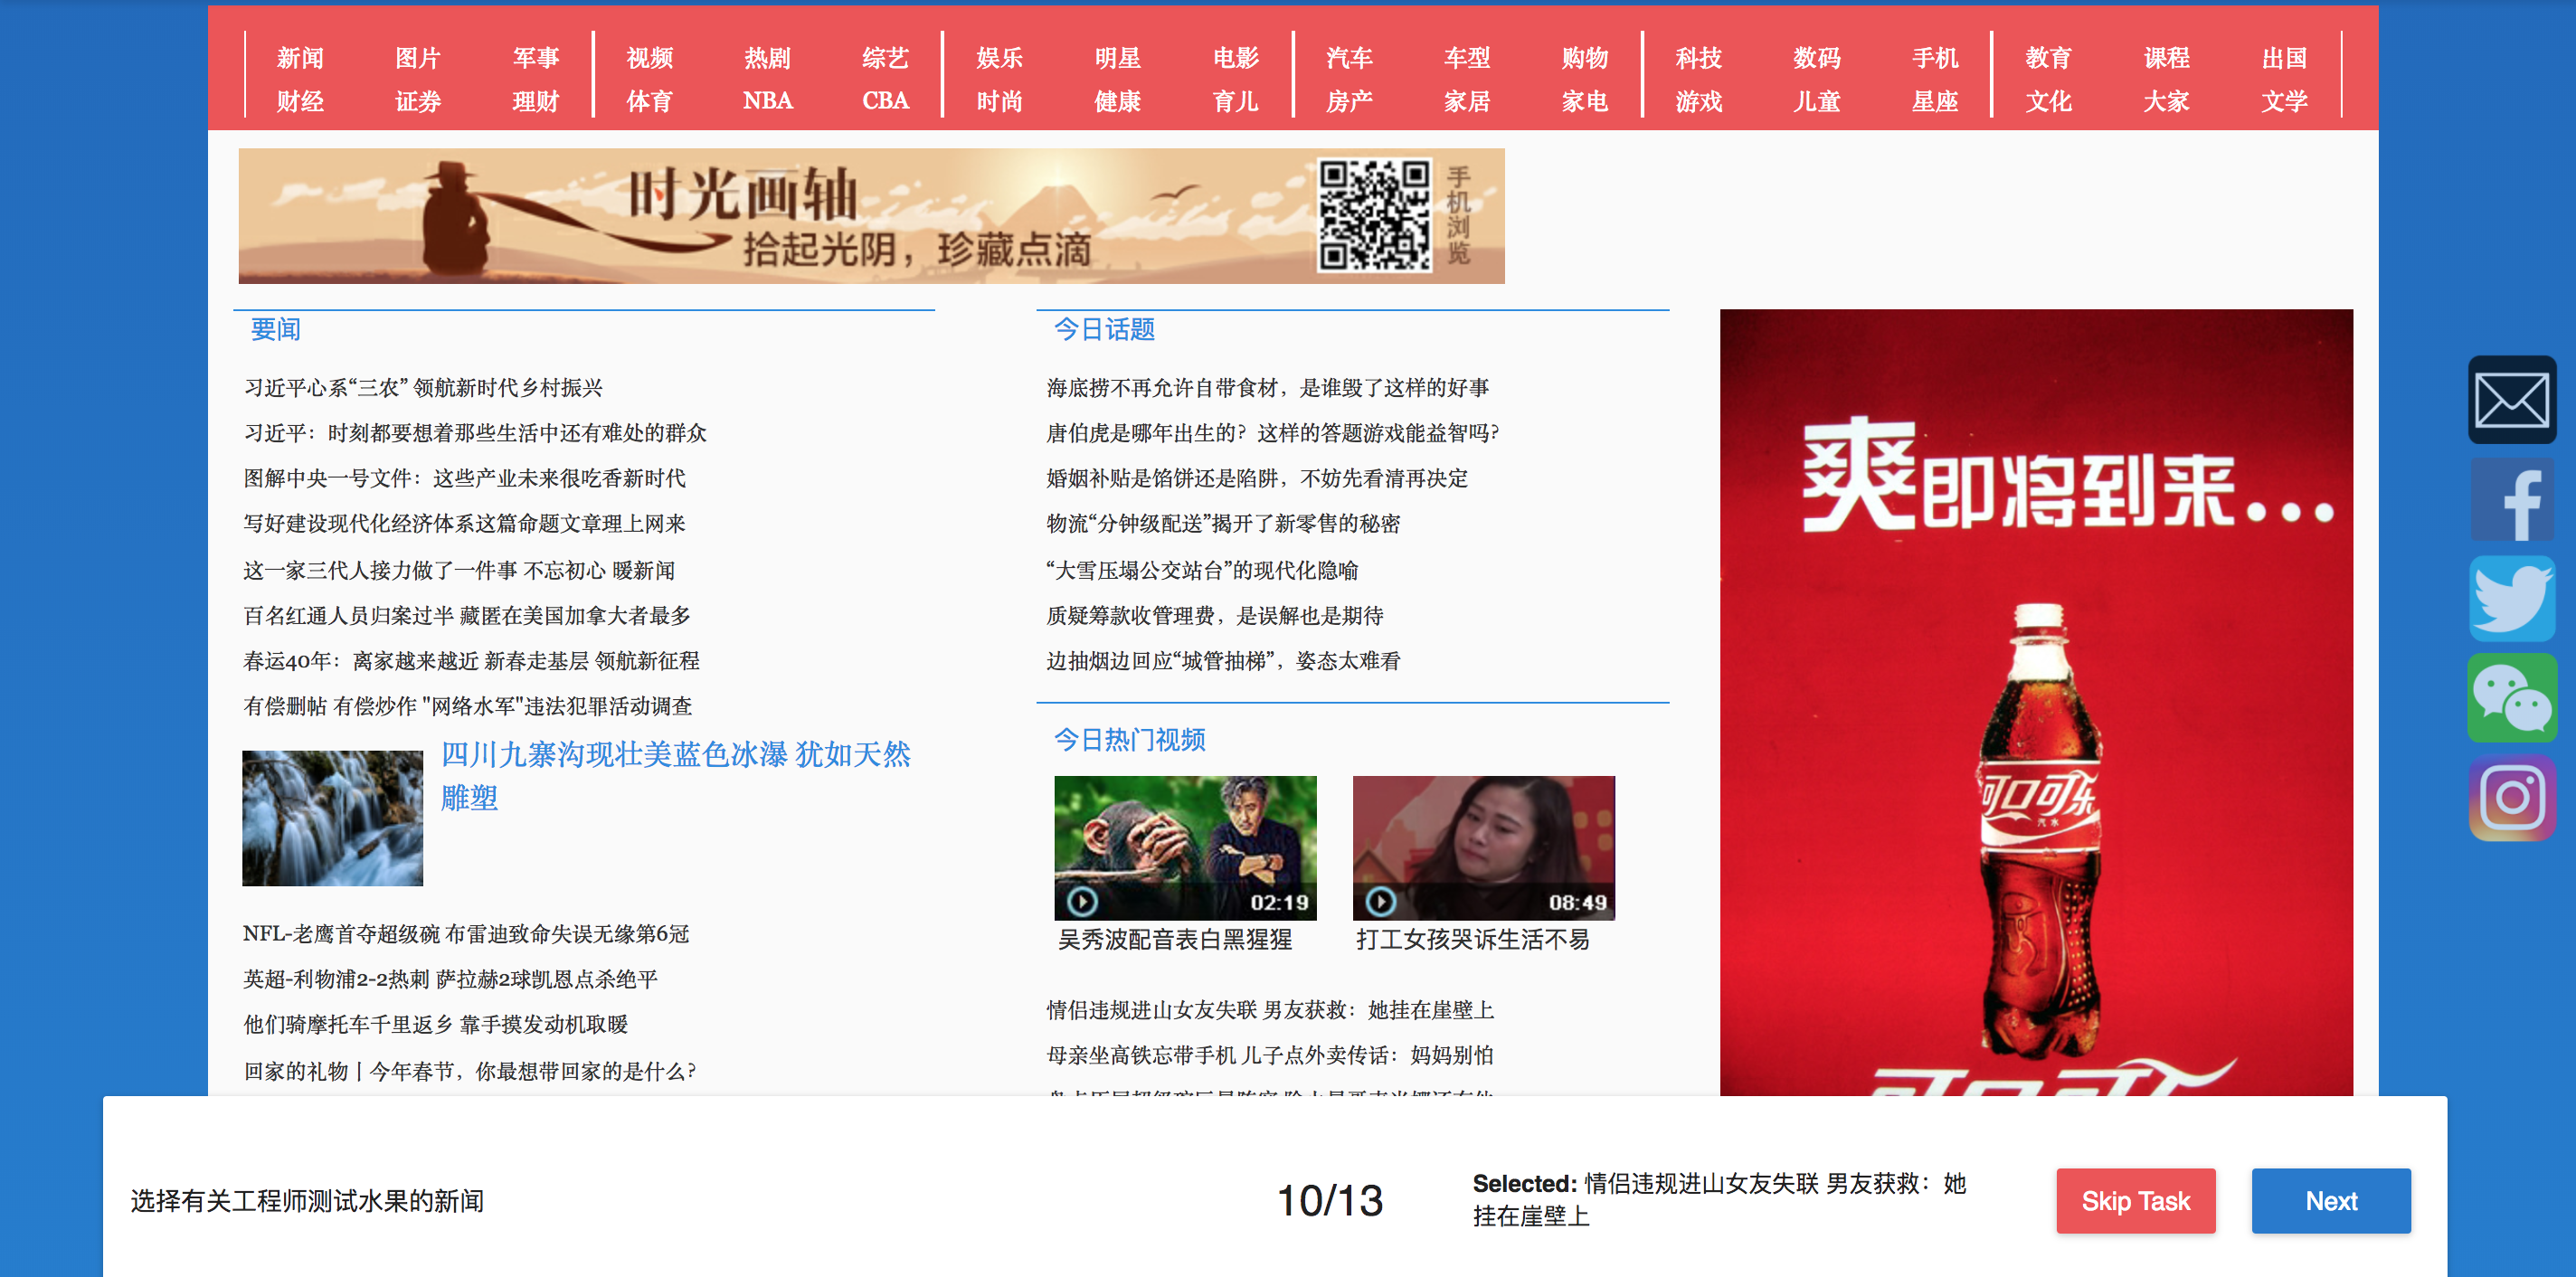 新闻 图片 军事 视频 热剧 综艺 娱乐 明星 电影 汽车 车型 购物 科技 数码 手机 教育 课程 出国
财经 证券 理财 体育 NBA CBA 时尚 健康 育儿 房产 家居 家电 游戏 儿童 星座 文化 大家 文学
时光画轴
拾起光阴，珍藏点滴
手机浏览
要闻
习近平心系“三农” 领航新时代乡村振兴
习近平：时刻都要想着那些生活中还有难处的群众
图解中央一号文件：这些产业未来很吃香新时代
写好建设现代化经济体系这篇命题文章理上网来
这一家三代人接力做了一件事 不忘初心 暖新闻
百名红通人员归案过半 藏匿在美国加拿大者最多
春运40年：离家越来越近 新春走基层 领航新征程
有偿删帖 有偿炒作 "网络水军"违法犯罪活动调查
四川九寨沟现壮美蓝色冰瀑 犹如天然
雕塑
NFL-老鹰首夺超级碗 布雷迪致命失误无缘第6冠
英超-利物浦2-2热刺 萨拉赫2球凯恩点杀绝平
他们骑摩托车千里返乡 靠手摸发动机取暖
回家的礼物丨今年春节，你最想带回家的是什么?
今日话题
海底捞不再允许自带食材，是谁毁了这样的好事
唐伯虎是哪年出生的？这样的答题游戏能益智吗?
婚姻补贴是馅饼还是陷阱，不妨先看清再决定
物流“分钟级配送”揭开了新零售的秘密
“大雪压塌公交站台”的现代化隐喻
质疑筹款收管理费，是误解也是期待
边抽烟边回应“城管抽梯”，姿态太难看
今日热门视频
02:19
08:49
吴秀波配音表白黑猩猩
打工女孩哭诉生活不易
情侣违规进山女友失联 男友获救：她挂在崖壁上
母亲坐高铁忘带手机 儿子点外卖传话：妈妈别怕
爽即将到来...
可口可乐
汽水
可口可乐
选择有关工程师测试水果的新闻
10/13
Selected: 情侣违规进山女友失联 男友获救：她
挂在崖壁上
Skip Task
Next